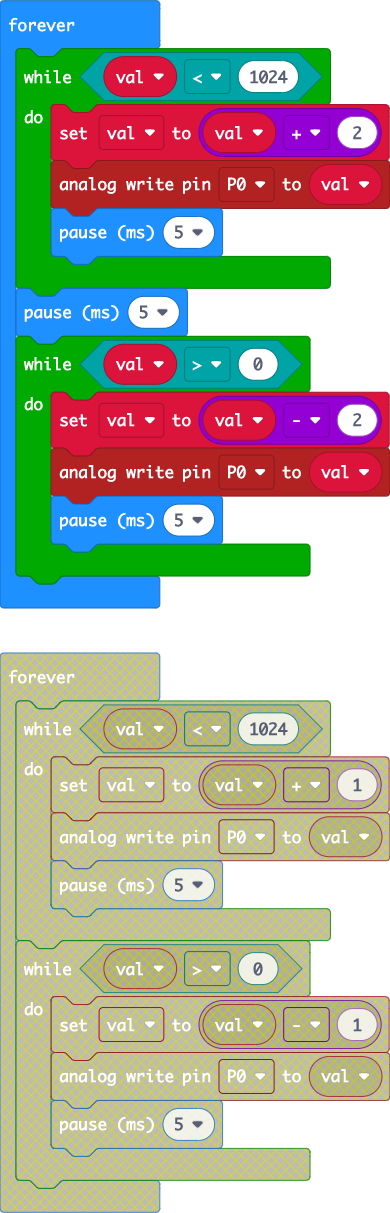 forever
while val < 1024
do
set val to val + 2
analog write pin P0 to val
pause (ms) 5
pause (ms) 5
while val > 0
do
set val to val - 2
analog write pin P0 to val
pause (ms) 5
forever
while val < 1024
do
set val to val + 1
analog write pin P0 to val
pause (ms) 5
while val > 0
do
set val to val - 1
analog write pin P0 to val
pause (ms) 5